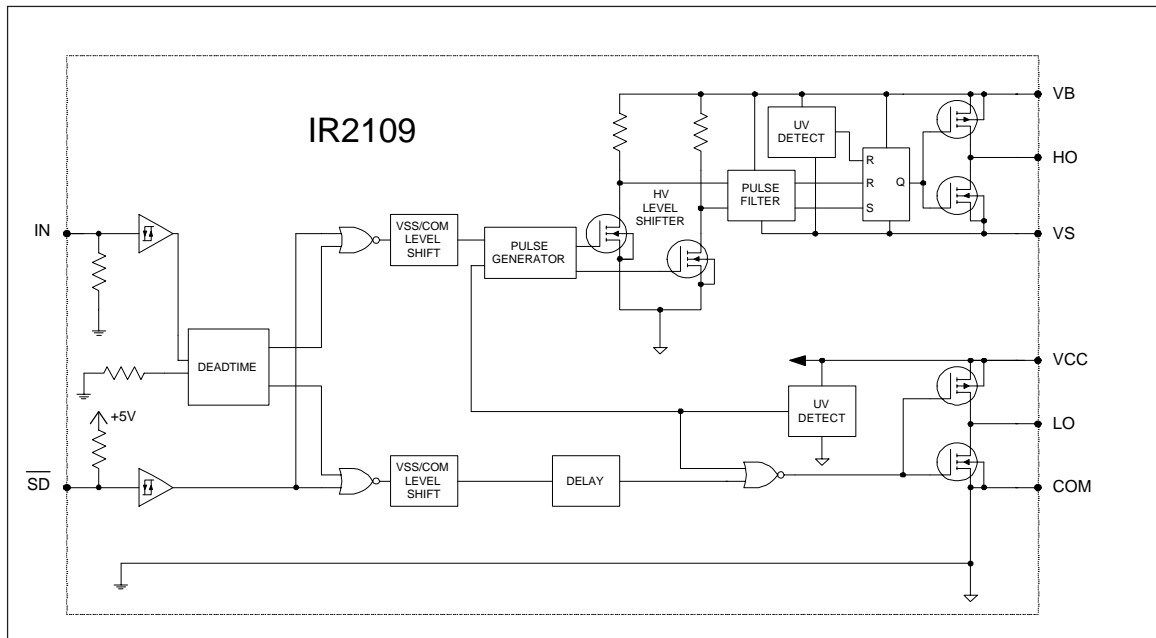 IR2109
VB
UV
DETECT
R
R
Q
S
HO
PULSE
FILTER
HV
LEVEL
SHIFTER
VS
IN
VSS/COM
LEVEL
SHIFT
PULSE
GENERATOR
DEADTIME
VCC
UV
DETECT
+5V
LO
SD
VSS/COM
LEVEL
SHIFT
DELAY
COM